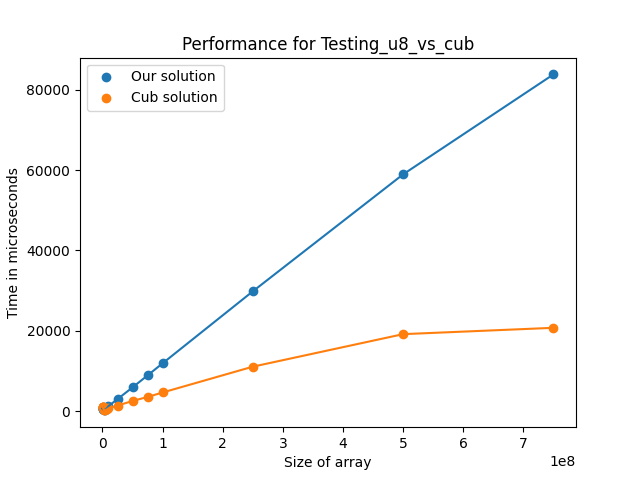 Performance for Testing_u8_vs_cub
Our solution
Cub solution
80000
60000
40000
20000
0
Time in microseconds
0 1 2 3 4 5 6 7
1e8
Size of array